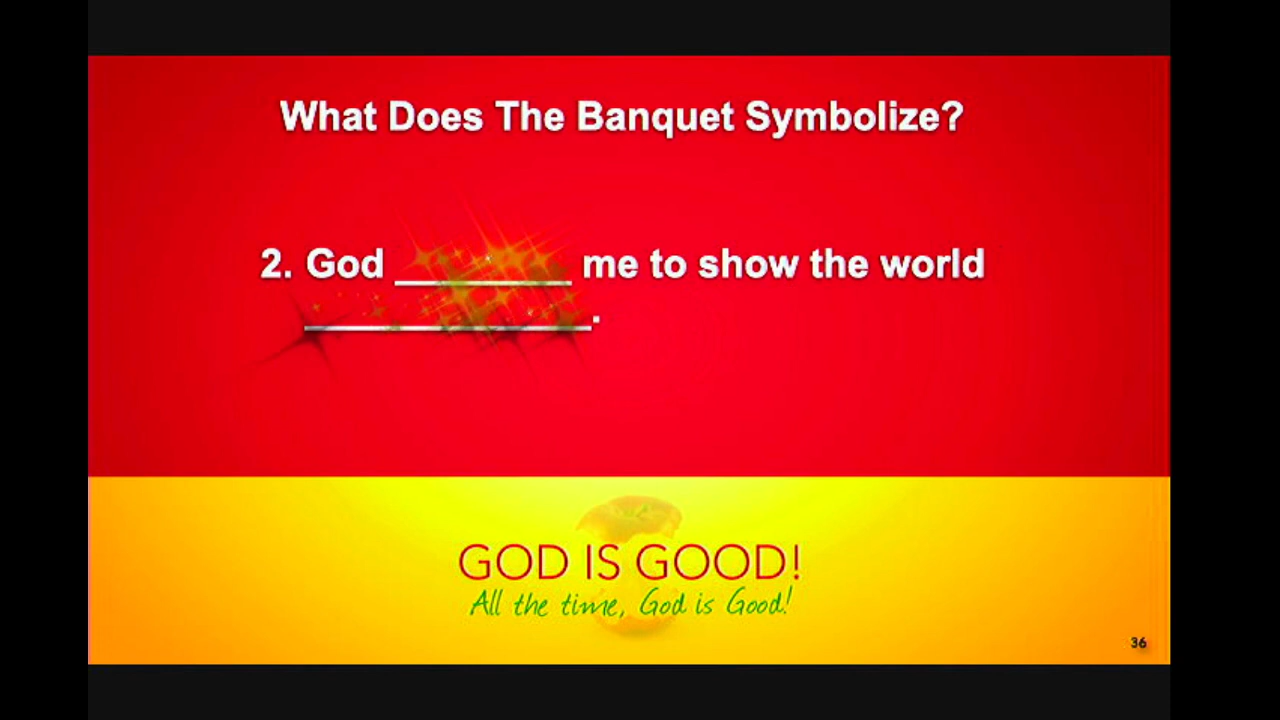 What Does The Banquet Symbolize?
2. God ________ me to show the world
_____________.
GOD IS GOOD!
All the time, God is Good!
36